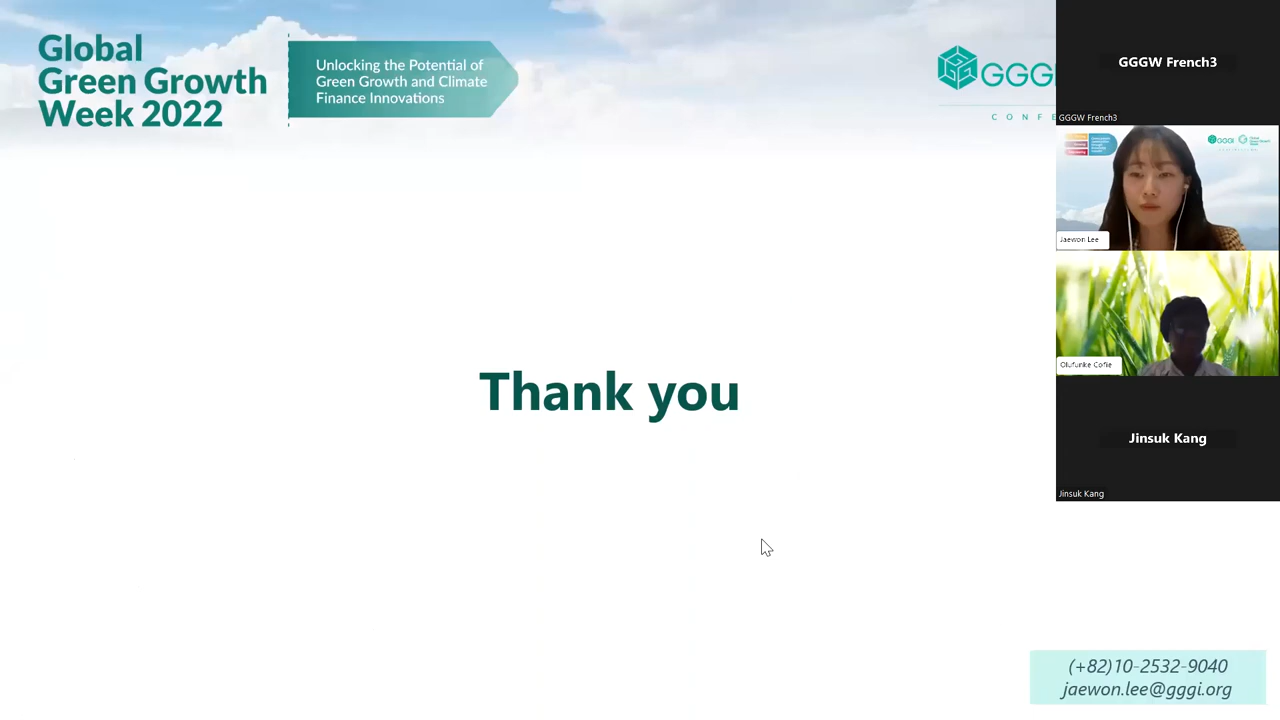 Global
Green Growth
Week 2022
Unlocking the Potential of
Green Growth and Climate
Finance Innovations
GGGI
C O N F E
Thank you
(+82)10-2532-9040
jaewon.lee@gggi.org
GGGW French3
GGGW French3
GGGI
Jaewon Lee
Olufunke Cofie
Jinsuk Kang
Jinsuk Kang